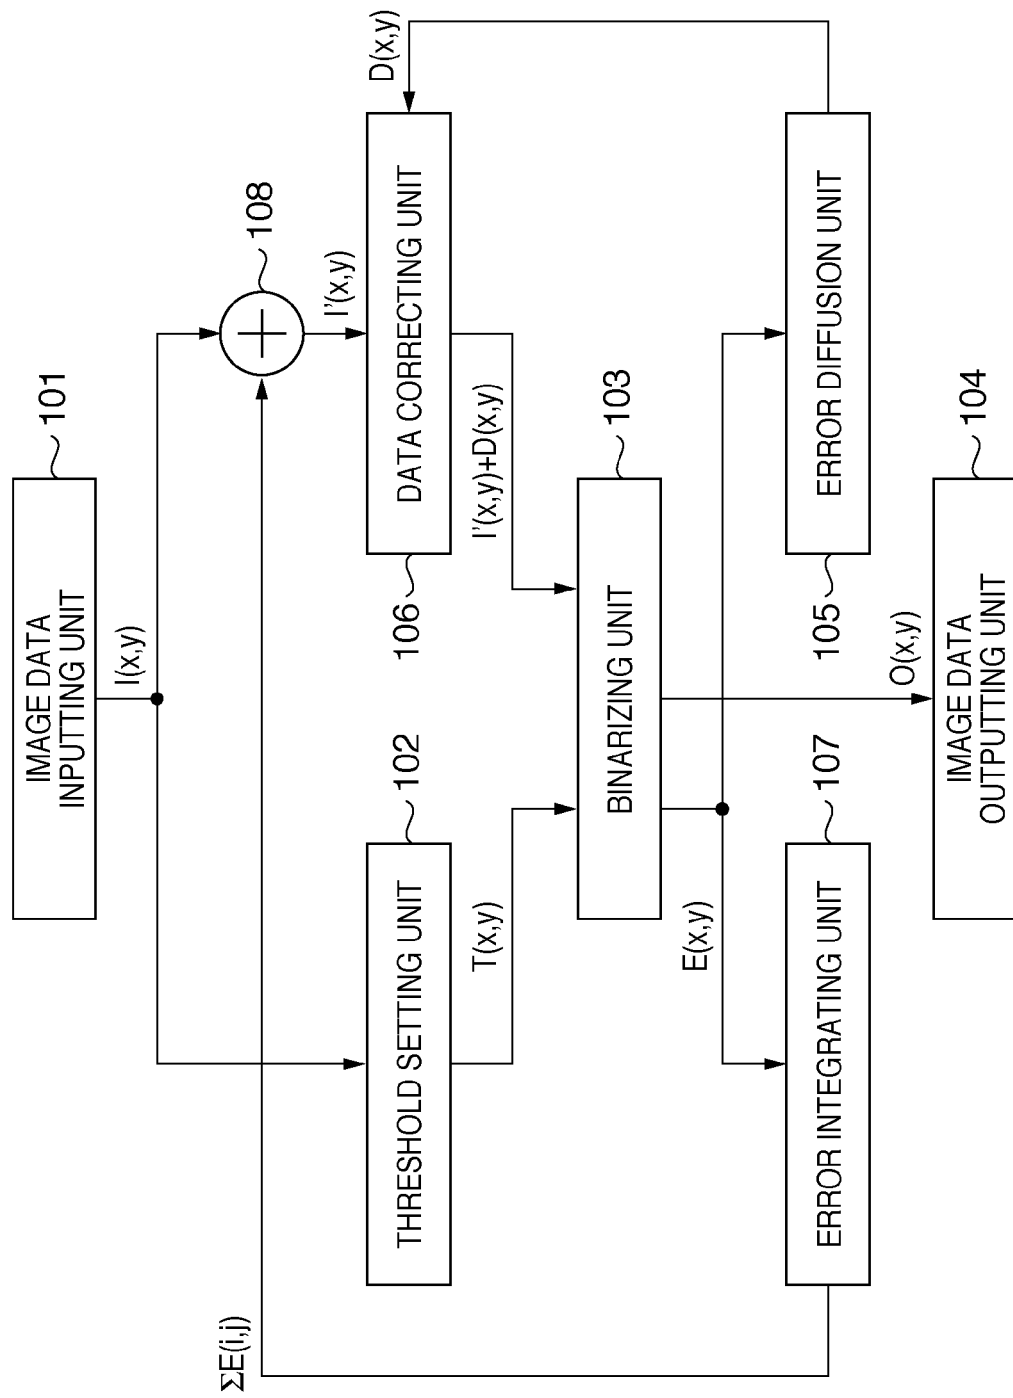 IMAGE DATA
INPUTTING UNIT
101
I(x,y)
108
ΣE(i,j)
I'(x,y)
D(x,y)
THRESHOLD SETTING UNIT
102
DATA CORRECTING UNIT
106
T(x,y)
I'(x,y)+D(x,y)
BINARIZING UNIT
103
E(x,y)
ERROR INTEGRATING UNIT
107
ERROR DIFFUSION UNIT
105
O(x,y)
IMAGE DATA
OUTPUTTING UNIT
104